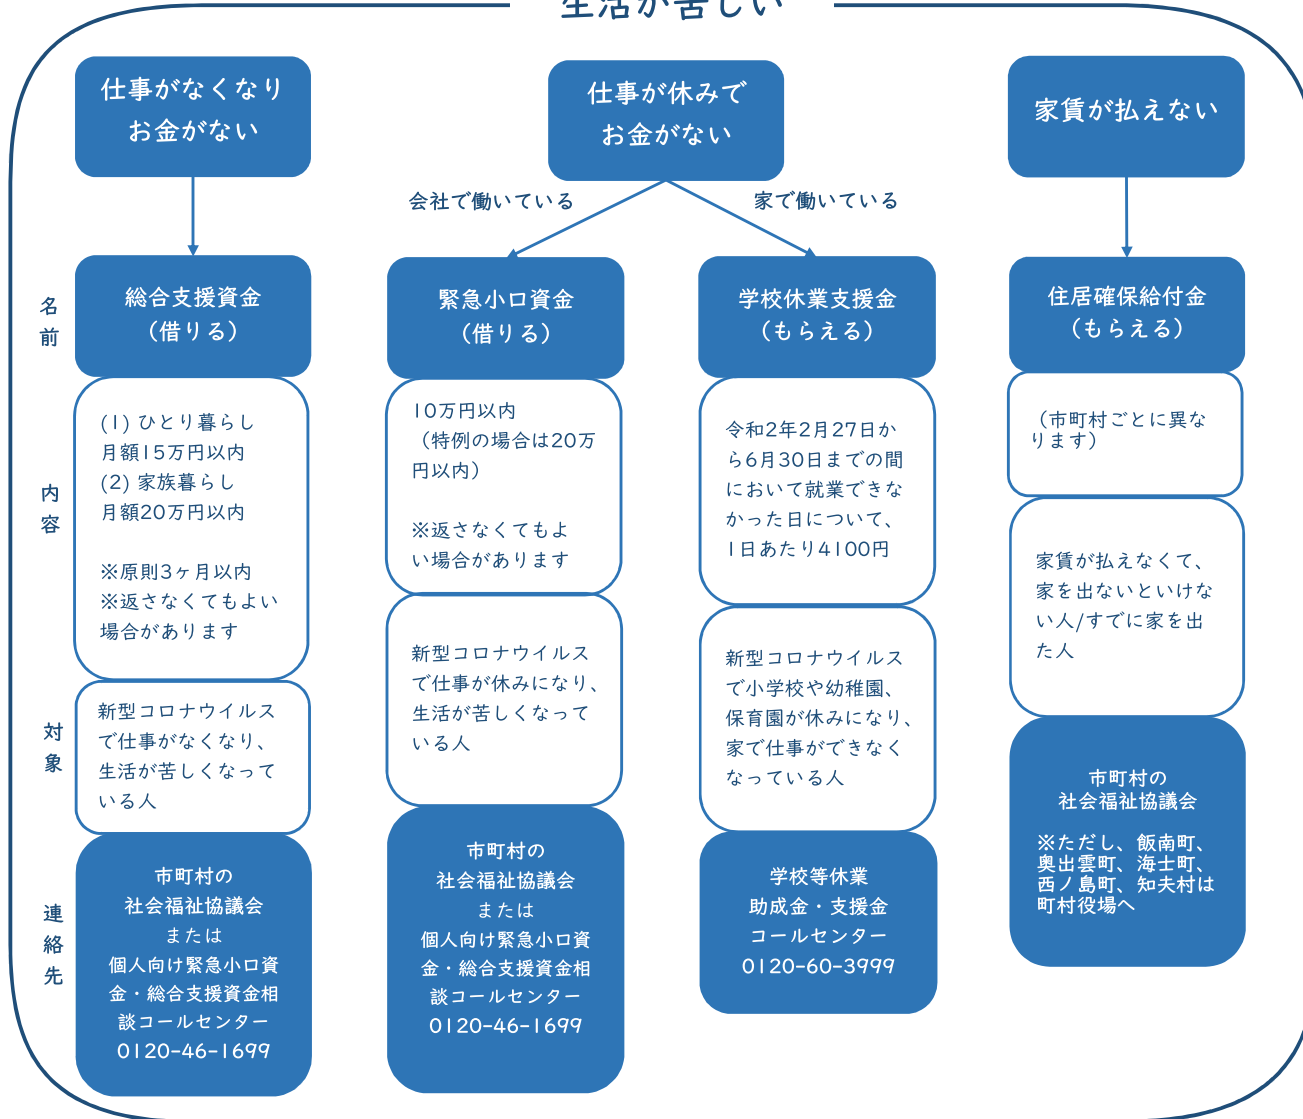 生活が苦しい
仕事がなくなり
お金がない
仕事が休みで
お金がない
家賃が払えない
会社で働いている
家で働いている
名
前
総合支援資金
（借りる）
緊急小口資金
（借りる）
学校休業支援金
（もらえる）
住居確保給付金
（もらえる）
内
容
(1) ひとり暮らし
月額15万円以内
(2) 家族暮らし
月額20万円以内
※原則3ヶ月以内
※返さなくてもよい
場合があります
10万円以内
（特例の場合は20万
円以内）
※返さなくてもよ
い場合があります
令和2年2月27日か
ら6月30日までの間
において就業できな
かった日について、
1日あたり4100円
（市町村ごとに異な
ります）
対
象
新型コロナウイルス
で仕事がなくなり、
生活が苦しくなって
いる人
新型コロナウイルス
で仕事が休みになり、
生活が苦しくなって
いる人
新型コロナウイルス
で小学校や幼稚園、
保育園が休みになり、
家で仕事ができなく
なっている人
家賃が払えなくて、
家を出ないといけな
い人/すでに家を出
た人
連
絡
先
市町村の
社会福祉協議会
または
個人向け緊急小口資
金・総合支援資金相
談コールセンター
0120-46-1699
市町村の
社会福祉協議会
または
個人向け緊急小口資
金・総合支援資金相
談コールセンター
0120-46-1699
学校等休業
助成金・支援金
コールセンター
0120-60-3999
市町村の
社会福祉協議会
※ただし、飯南町、
奥出雲町、海士町、
西ノ島町、知夫村は
町村役場へ